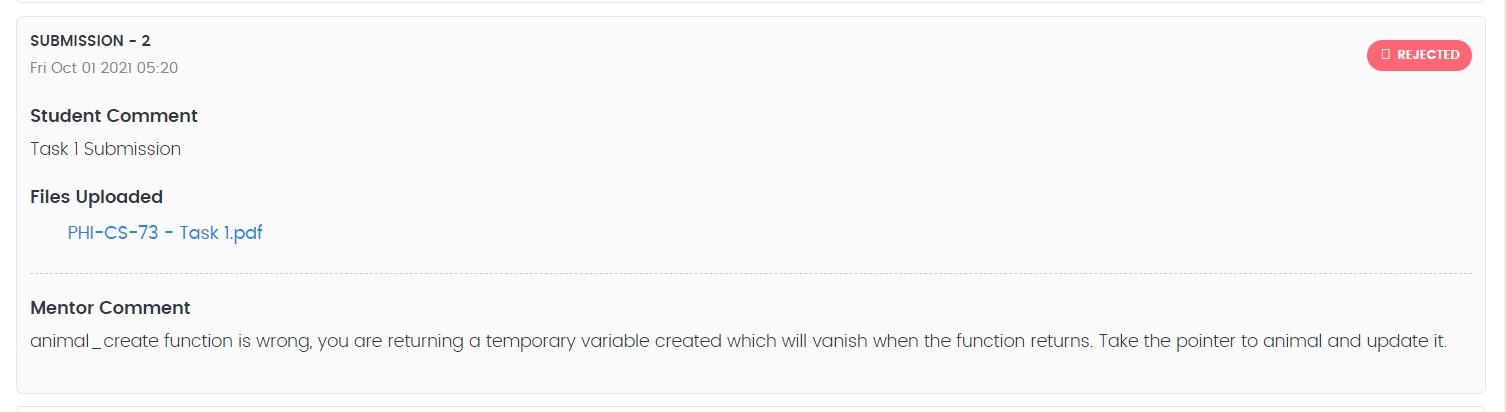 SUBMISSION - 2
Fri Oct 01 2021 05:20
REJECTED
Student Comment
Task 1 Submission
Files Uploaded
PHI-CS-73 - Task 1.pdf
Mentor Comment
animal_create function is wrong, you are returning a temporary variable created which will vanish when the function returns. Take the pointer to animal and update it.